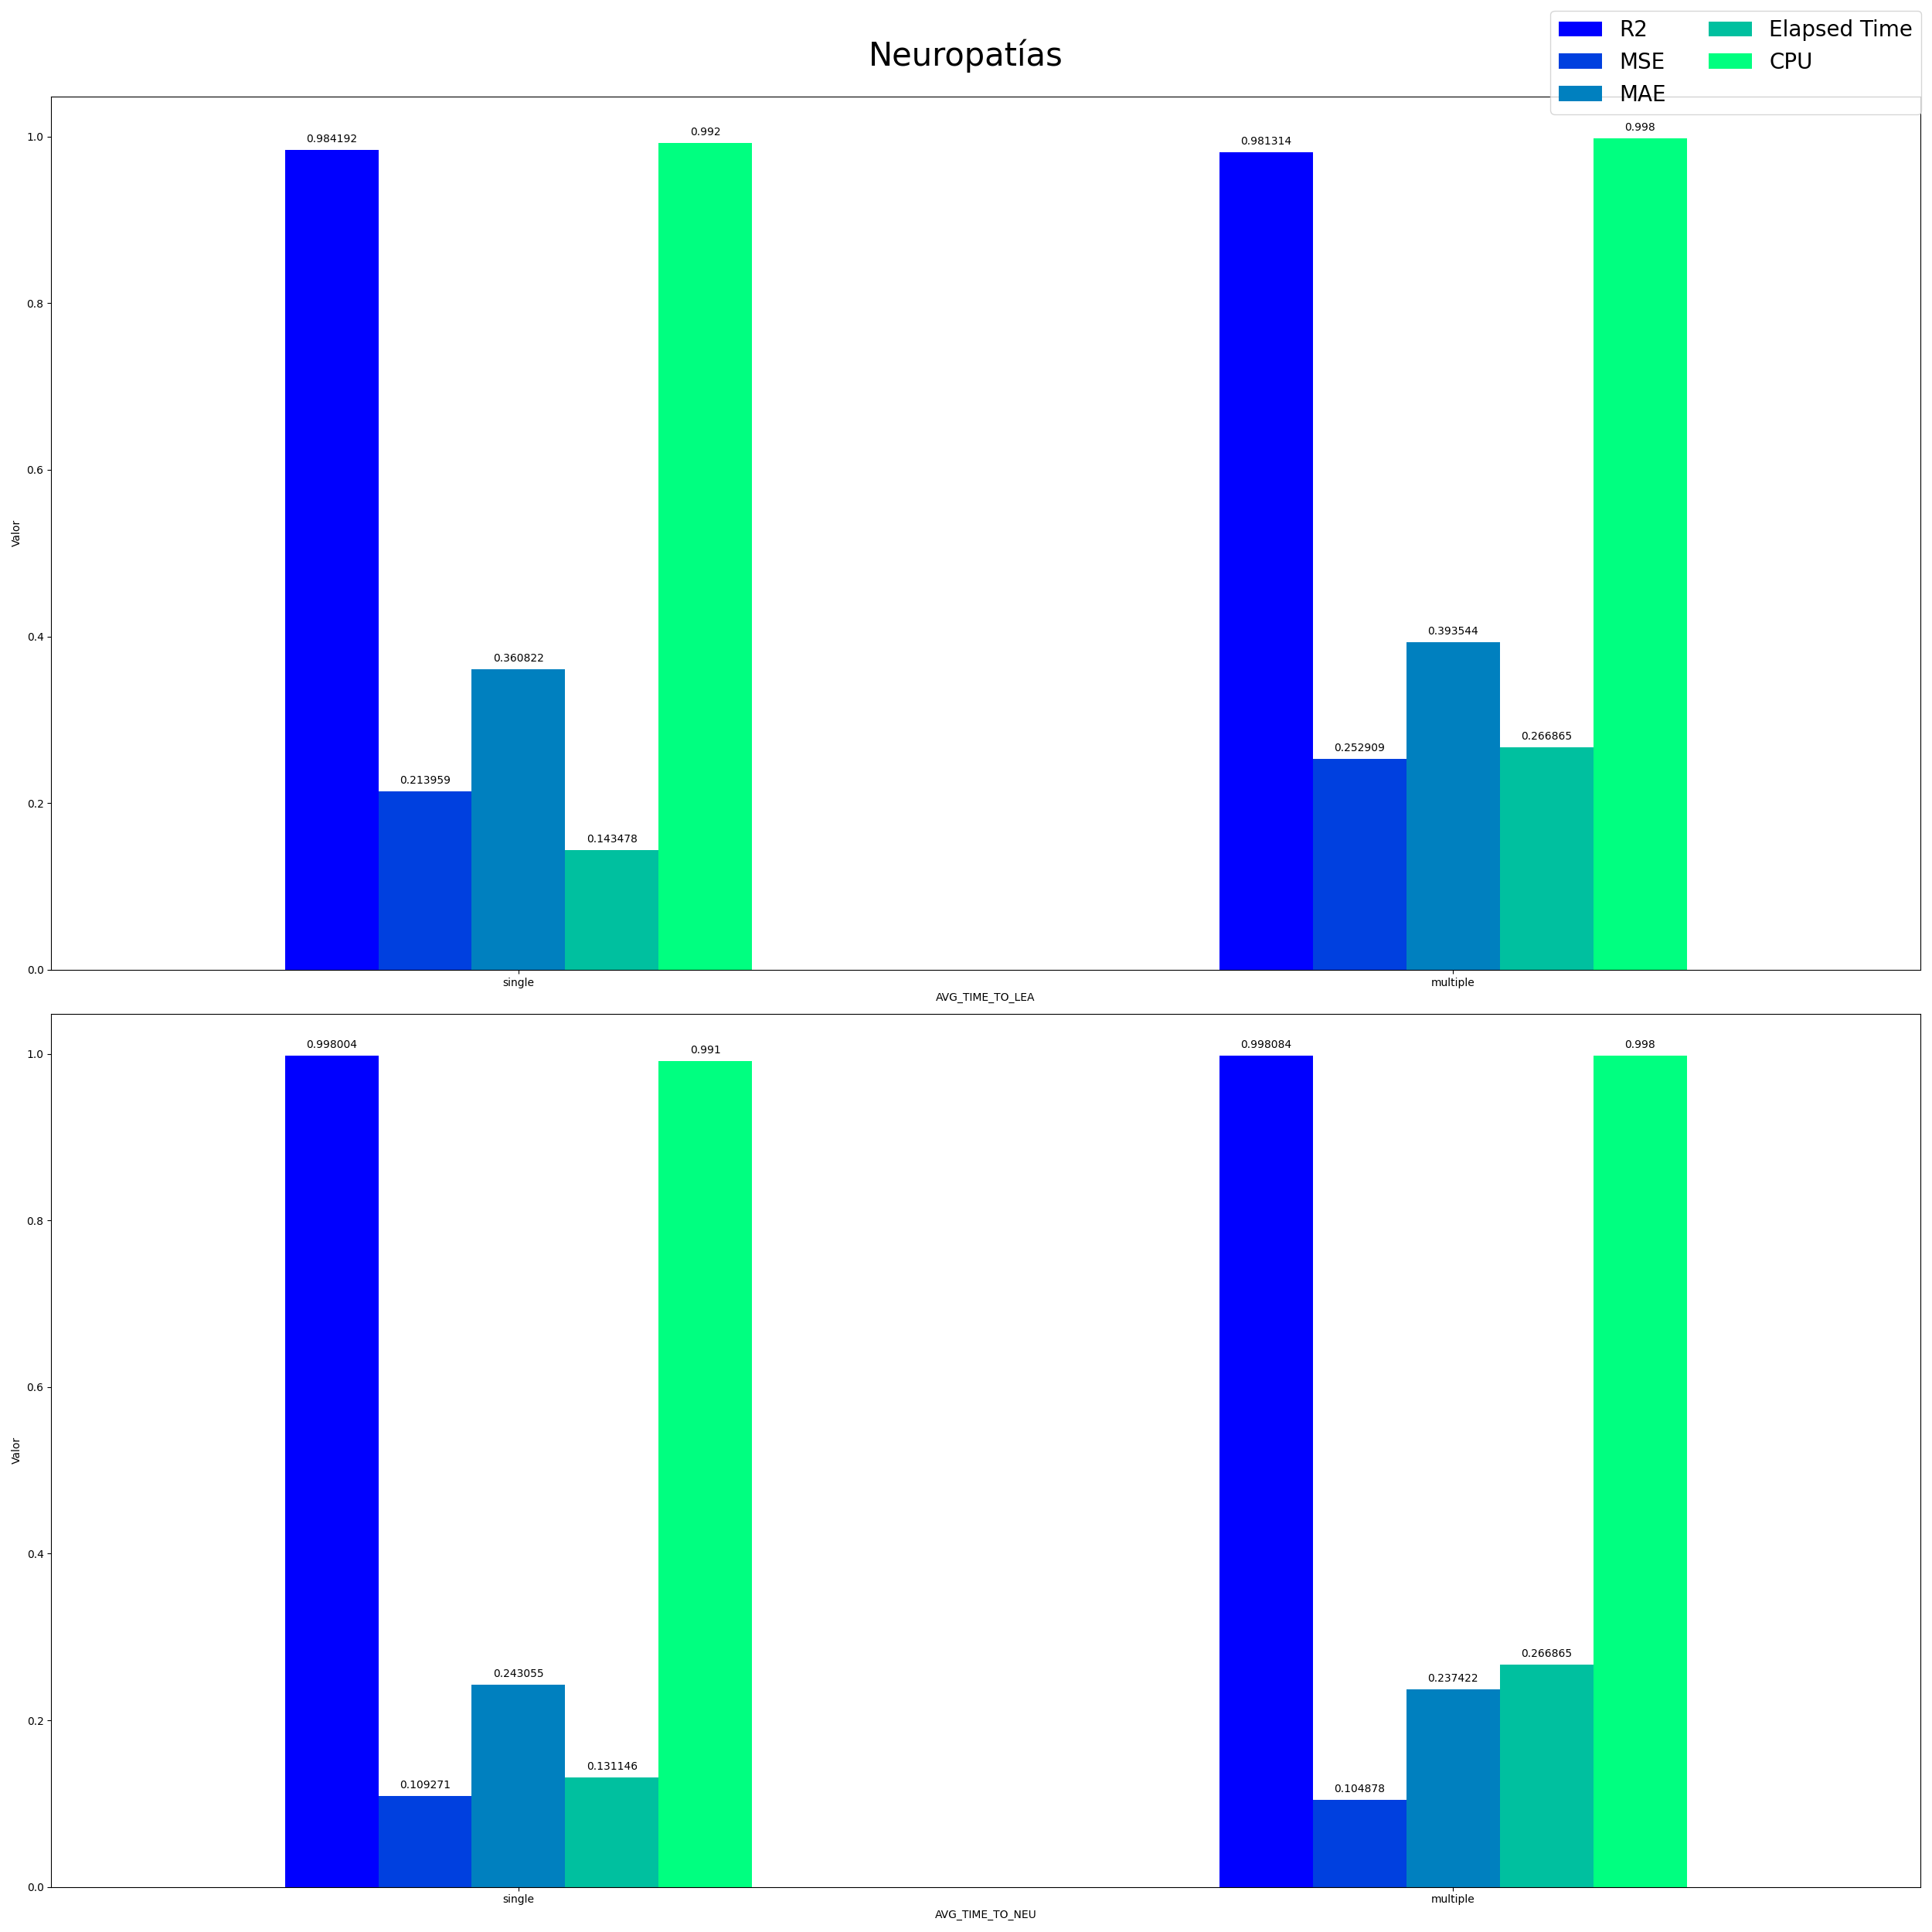 Neuropatías
R2
MSE
MAE
Elapsed Time
CPU
Valor
1.0
0.8
0.6
0.4
0.2
0.0
0.984192
0.213959
0.360822
0.143478
0.992
0.981314
0.252909
0.393544
0.266865
0.998
single
multiple
AVG_TIME_TO_LEA
Valor
1.0
0.8
0.6
0.4
0.2
0.0
0.998004
0.109271
0.243055
0.131146
0.991
0.998084
0.104878
0.237422
0.266865
0.998
single
multiple
AVG_TIME_TO_NEU